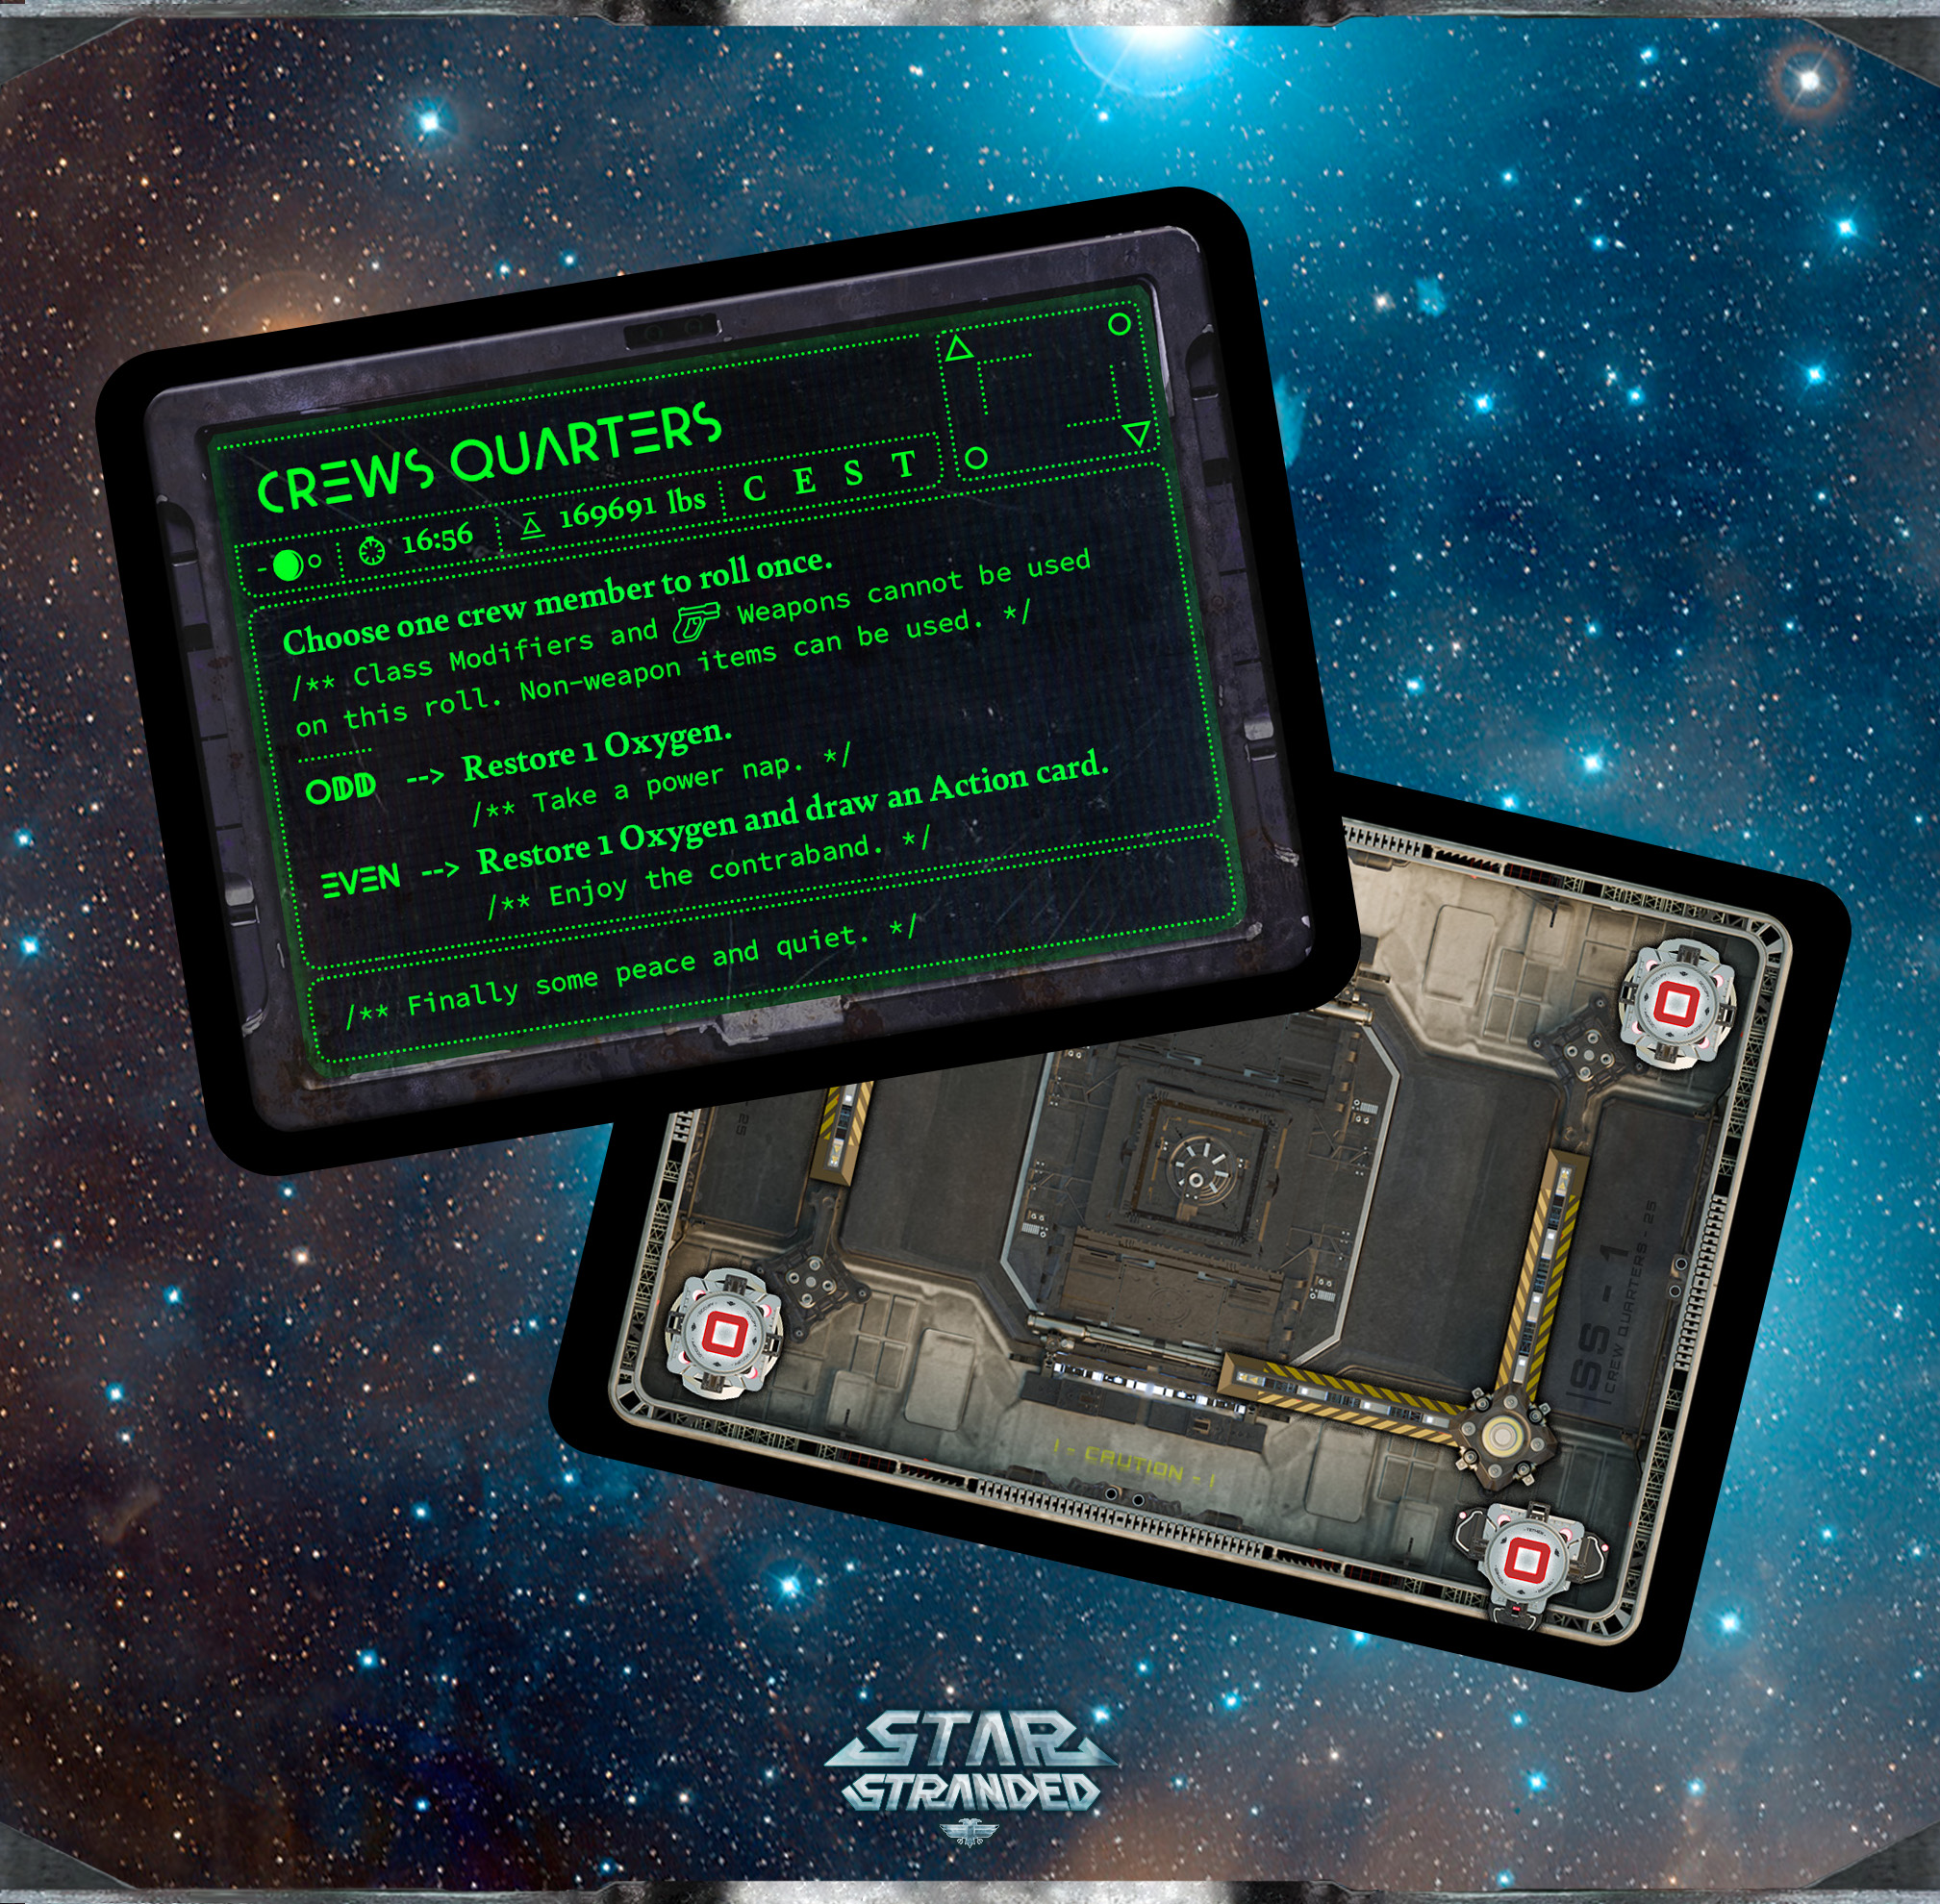 CREWS QUARTERS
16:56
169691 lbs
C E S T
Choose one crew member to roll once.
/** Class Modifiers and Weapons cannot be used
on this roll. Non-weapon items can be used. */
ODD --> Restore 1 Oxygen.
/** Take a power nap. */
EVEN --> Restore 1 Oxygen and draw an Action card.
/** Enjoy the contraband. */
/** Finally some peace and quiet. */
ISS - 1
CREW QUARTERS - 25
! - CAUTION - !
STAR
STRANDED